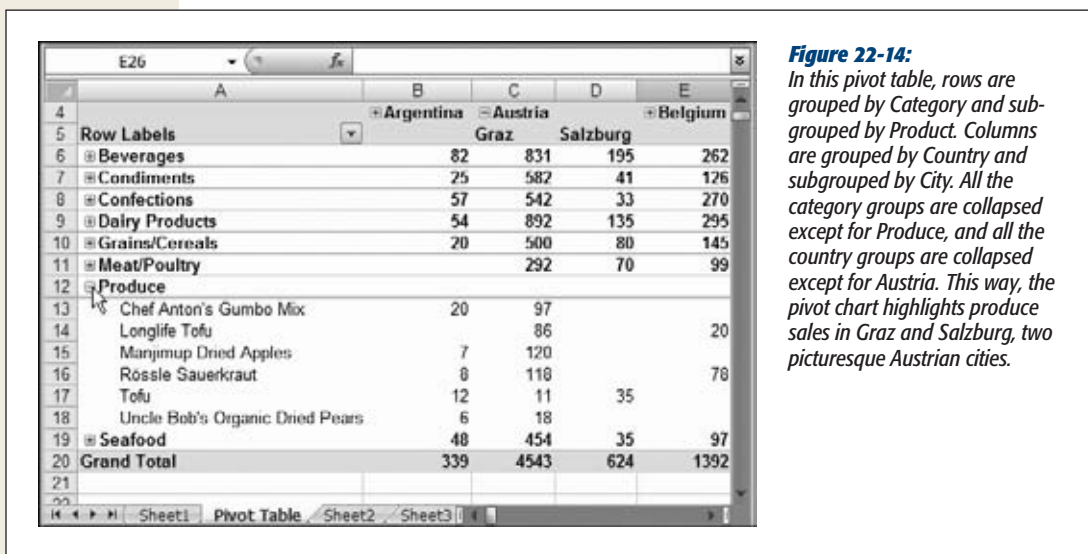 E26 fx
A B C D E
4 Argentina Austria Belgium
5 Row Labels Graz Salzburg
6 Beverages 82 831 195 262
7 Condiments 25 582 41 126
8 Confections 57 542 33 270
9 Dairy Products 54 892 135 295
10 Grains/Cereals 20 500 80 145
11 Meat/Poultry 292 70 99
12 Produce
13 Chef Anton's Gumbo Mix 20 97
14 Longlife Tofu 86 20
15 Manjimup Dried Apples 7 120
16 Rössle Sauerkraut 8 118 78
17 Tofu 12 11 35
18 Uncle Bob's Organic Dried Pears 6 18
19 Seafood 48 454 35 97
20 Grand Total 339 4543 624 1392
21
22
Sheet1 Pivot Table Sheet2 Sheet3
Figure 22-14:
In this pivot table, rows are
grouped by Category and sub-
grouped by Product. Columns
are grouped by Country and
subgrouped by City. All the
category groups are collapsed
except for Produce, and all the
country groups are collapsed
except for Austria. This way, the
pivot chart highlights produce
sales in Graz and Salzburg, two
picturesque Austrian cities.